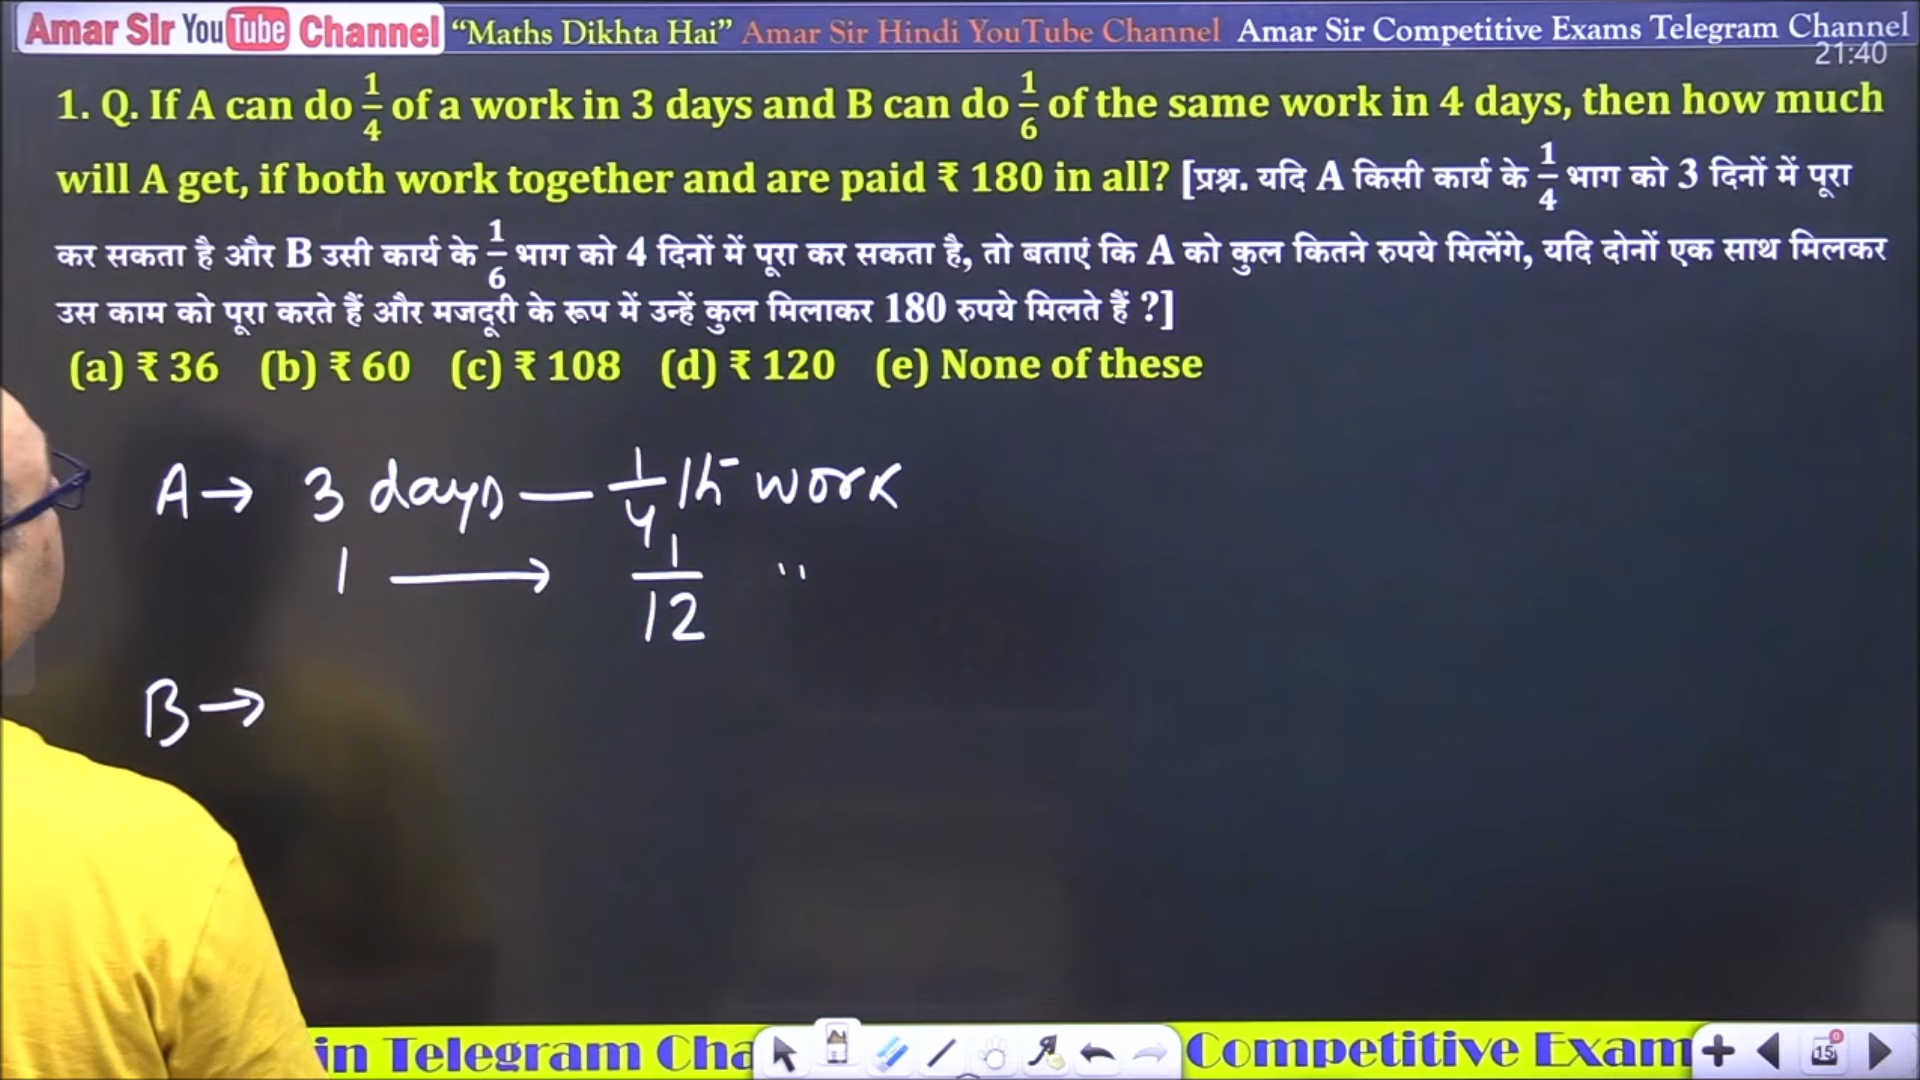 Amar Sir YouTube Channel "Maths Dikhta Hai" Amar Sir Hindi YouTube Channel Amar Sir Competitive Exams Telegram Channel
21:40
1. Q. If A can do 1/4 of a work in 3 days and B can do 1/6 of the same work in 4 days, then how much
will A get, if both work together and are paid ₹ 180 in all? [प्रश्न. यदि A किसी कार्य के 1/4 भाग को 3 दिनों में पूरा
कर सकता है और B उसी कार्य के 1/6 भाग को 4 दिनों में पूरा कर सकता है, तो बताएं कि A को कुल कितने रुपये मिलेंगे, यदि दोनों एक साथ मिलकर
उस काम को पूरा करते हैं और मजदूरी के रूप में उन्हें कुल मिलाकर 180 रुपये मिलते हैं ?]
(a) ₹ 36 (b) ₹ 60 (c) ₹ 108 (d) ₹ 120 (e) None of these
A → 3 days — 1/4 th work
1 → 1/12 "
B →
in Telegram Cha Competitive Exam
15 0